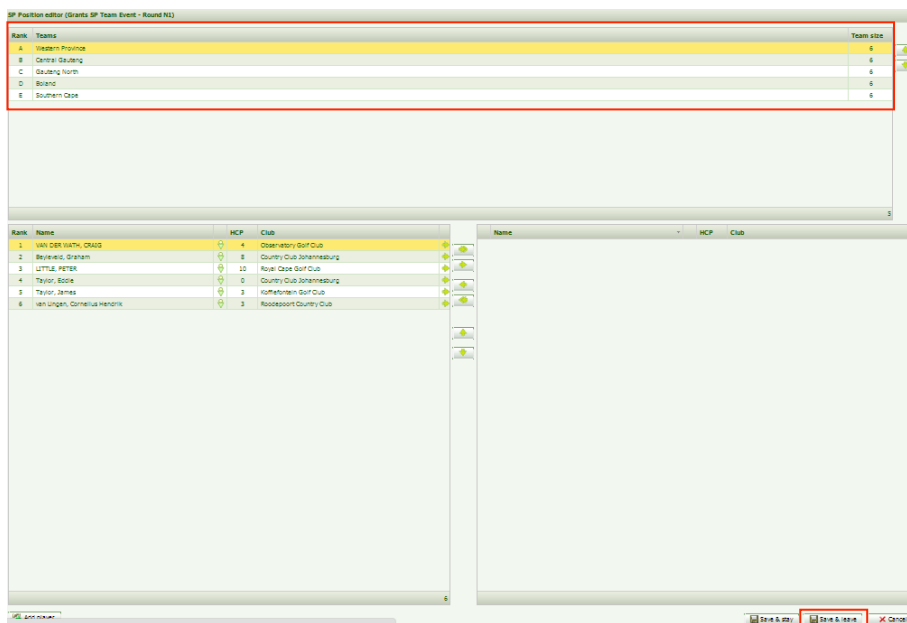 SP Position editor (Grants SP Team Event - Round N1)
Rank Teams Team size
A Western Province 6
B Central Gauteng 6
C Gauteng North 6
D Boland 6
E Southern Cape 6
5
Rank Name HCP Club
1 VAN DER WATH, CRAIG 4 Observatory Golf Club
2 Bayleveld, Graham 8 Country Club Johannesburg
3 LITTLE, PETER 10 Royal Cape Golf Club
4 Taylor, Eddie 0 Country Club Johannesburg
5 Taylor, James 3 Koffiefontein Golf Club
6 van Lingen, Cornelius Hendrik 3 Roodepoort Country Club
6
Name HCP Club
Add player
Save & stay Save & leave Cancel